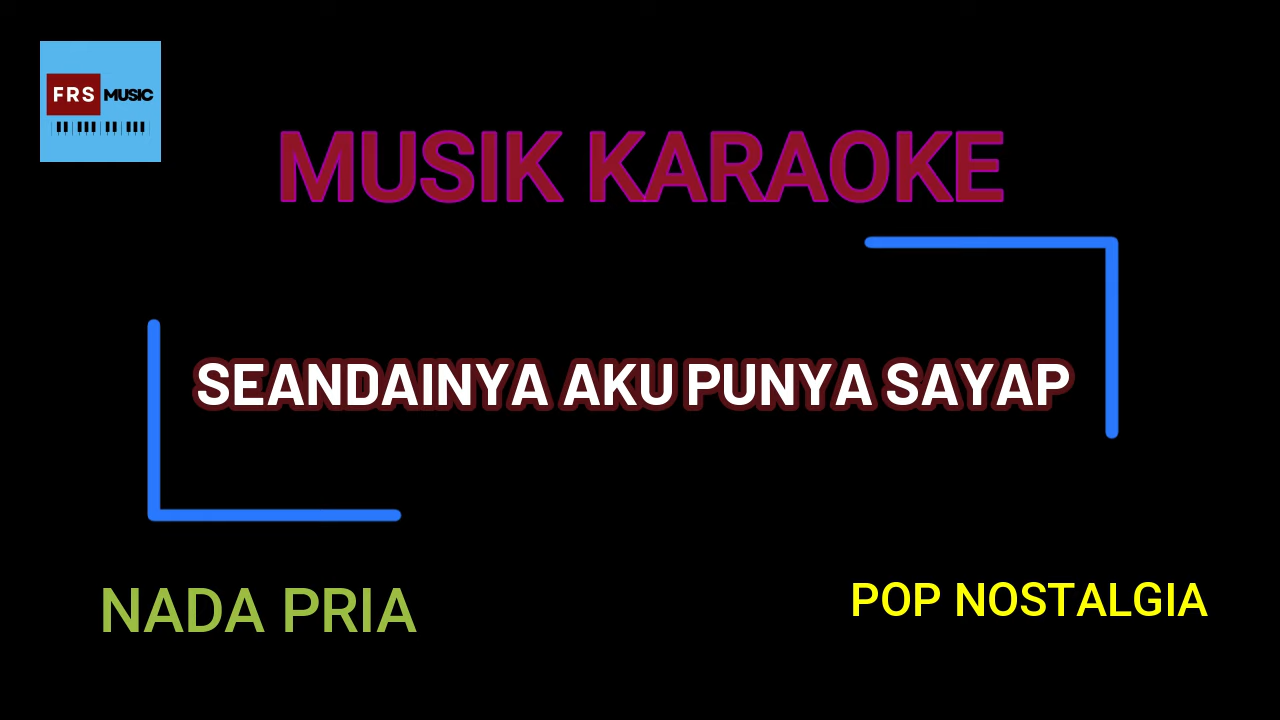 FRS MUSIC
MUSIK KARAOKE
SEANDAINYA AKU PUNYA SAYAP
NADA PRIA
POP NOSTALGIA